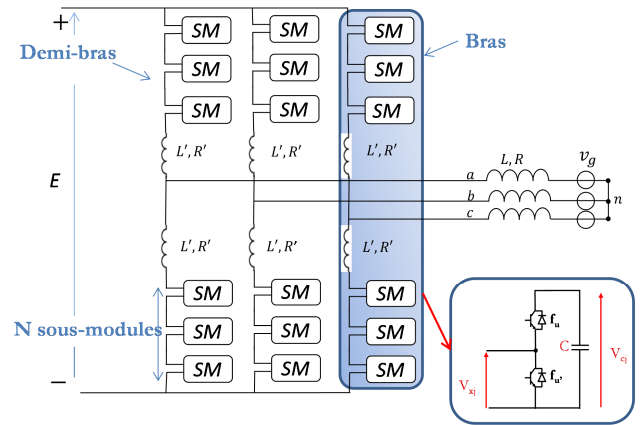 +
SM SM SM
Demi-bras
Bras
SM SM SM
SM SM SM
L', R' L', R' L', R'
E
a
L, R
v_g
b
n
c
L', R' L', R' L', R'
SM SM SM
N sous-modules
SM SM SM
SM SM SM
−
f_u
C
V_cj
V_xj
f_u'